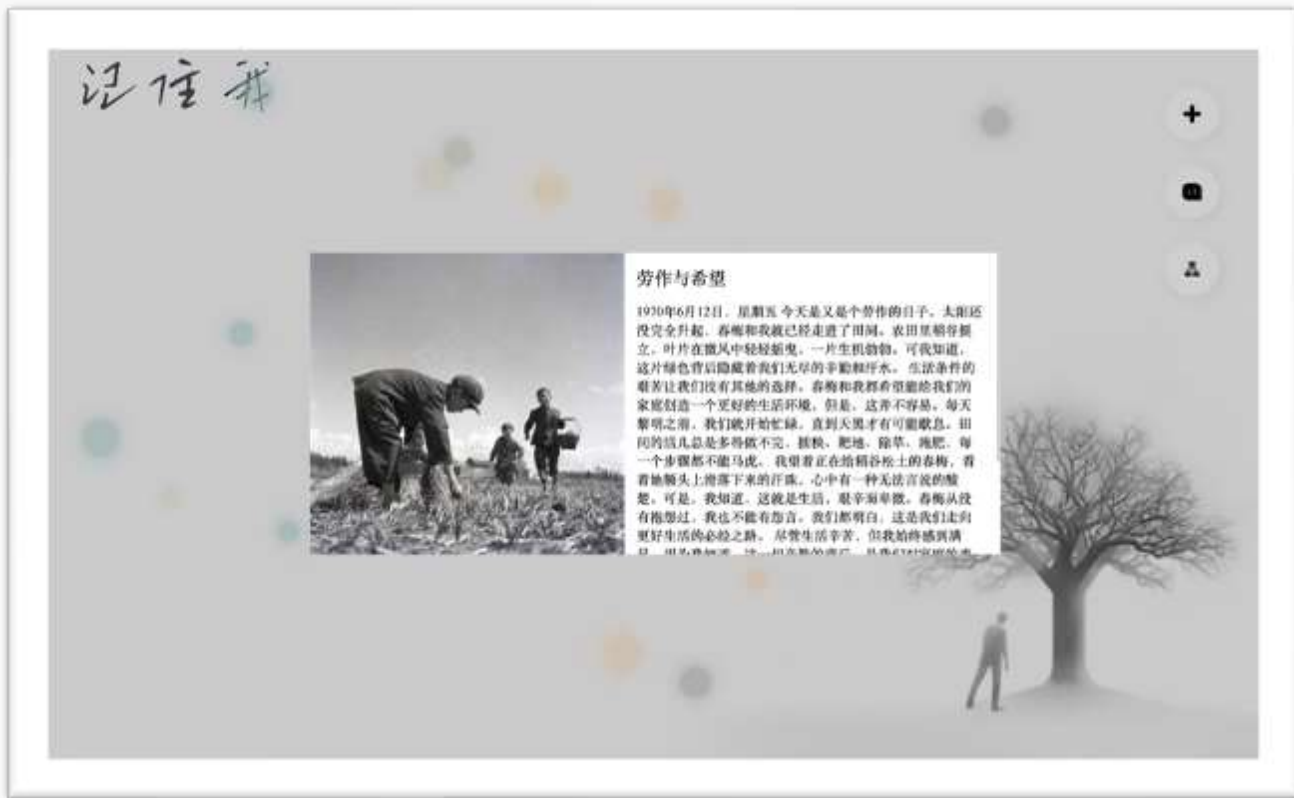 记住我
劳作与希望
1970年6月12日，星期五 今天是又是个劳作的日子。太阳还
没完全升起，春梅和我就已经走进了田间。农田里稻谷挺
立，叶片在微风中轻轻摇曳，一片生机勃勃。可我知道，
这片绿色背后隐藏着我们无尽的辛勤和汗水。 生活条件的
艰苦让我们没有其他的选择。春梅和我都希望能给我们的
家庭创造一个更好的生活环境，但是，这并不容易。每天
黎明之前，我们就开始忙碌，直到天黑才有可能歇息。田
间的活儿总是多得做不完，插秧、耙地、除草、施肥，每
一个步骤都不能马虎。 我望着正在给稻谷松土的春梅，看
着她额头上滑落下来的汗珠，心中有一种无法言说的酸
楚。可是，我知道，这就是生活，艰辛而卑微。春梅从没
有抱怨过，我也不能有怨言。我们都明白，这是我们走向
更好生活的必经之路。 尽管生活辛苦，但我始终感到满